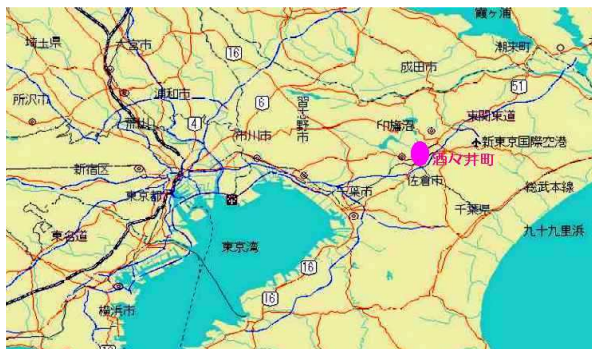 霞ヶ浦
埼玉県
大宮市
潮来町
16
成田市
51
所沢市
浦和市
6
習志野市
東関東道
4
市川市
印旛沼
新東京国際空港
酒々井町
新宿区
佐倉市
総武本線
東京都
千葉市
千葉県
九十九里浜
東名道
東京湾
16
16
横浜市